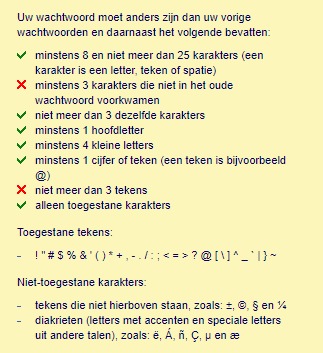 Uw wachtwoord moet anders zijn dan uw vorige
wachtwoorden en daarnaast het volgende bevatten:
minstens 8 en niet meer dan 25 karakters (een
karakter is een letter, teken of spatie)
minstens 3 karakters die niet in het oude
wachtwoord voorkwamen
niet meer dan 3 dezelfde karakters
minstens 1 hoofdletter
minstens 4 kleine letters
minstens 1 cijfer of teken (een teken is bijvoorbeeld
@)
niet meer dan 3 tekens
alleen toegestane karakters
Toegestane tekens:
- ! " # $ % & ' ( ) * + , - . / : ; < = > ? @ [ \ ] ^ _ ` | } ~
Niet-toegestane karakters:
- tekens die niet hierboven staan, zoals: ±, ©, § en ¼
- diakrieten (letters met accenten en speciale letters
uit andere talen), zoals: ë, Á, ñ, Ç, µ en æ